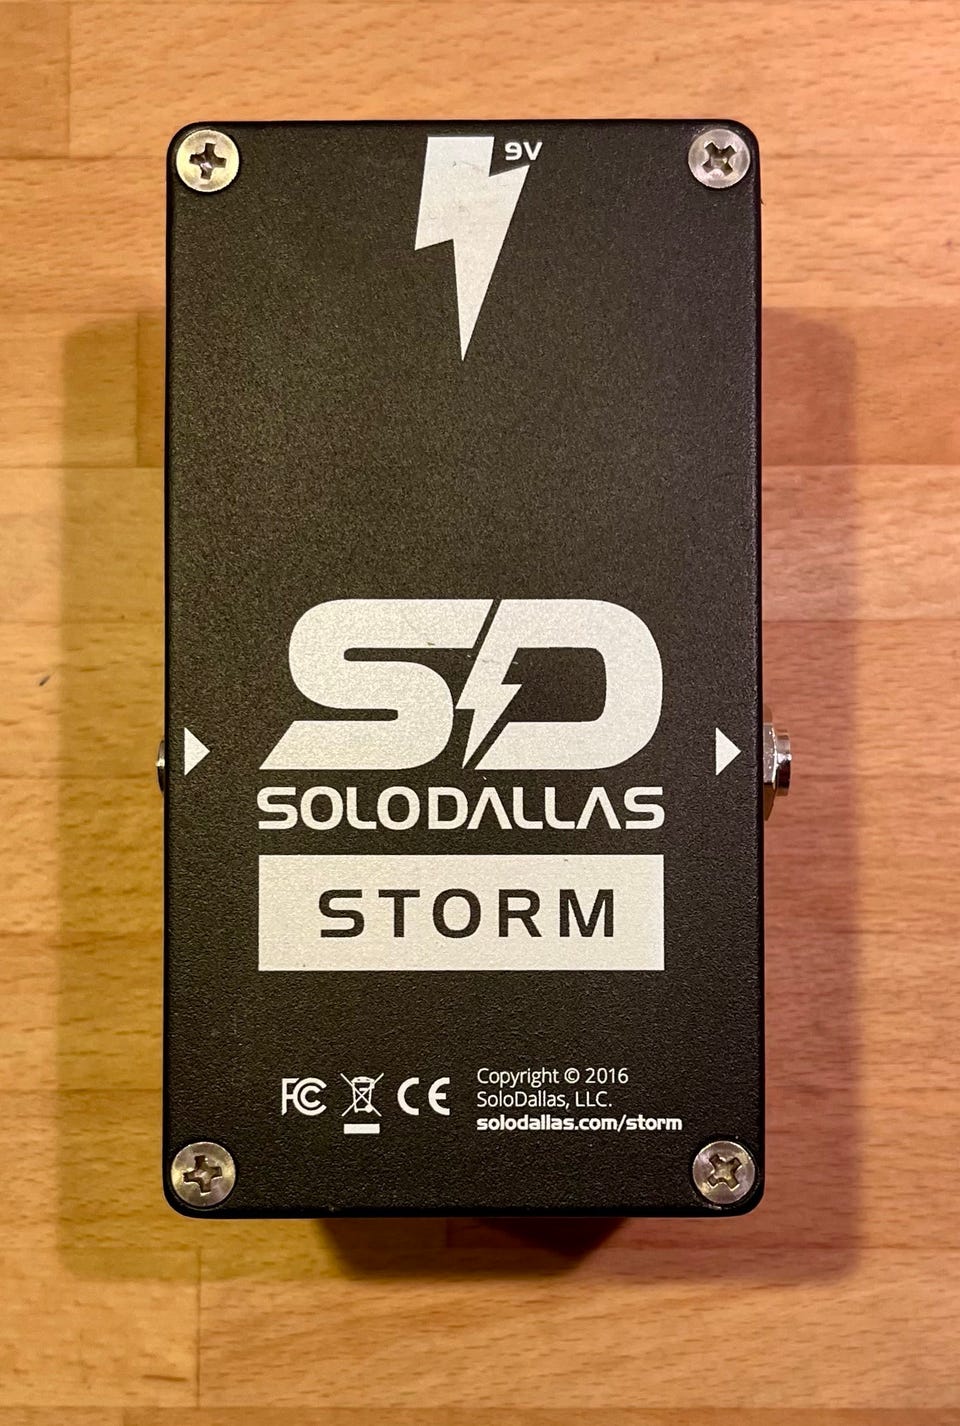 9V
SD
SOLODALLAS
STORM
FC CE
Copyright © 2016
SoloDallas, LLC.
solodallas.com/storm